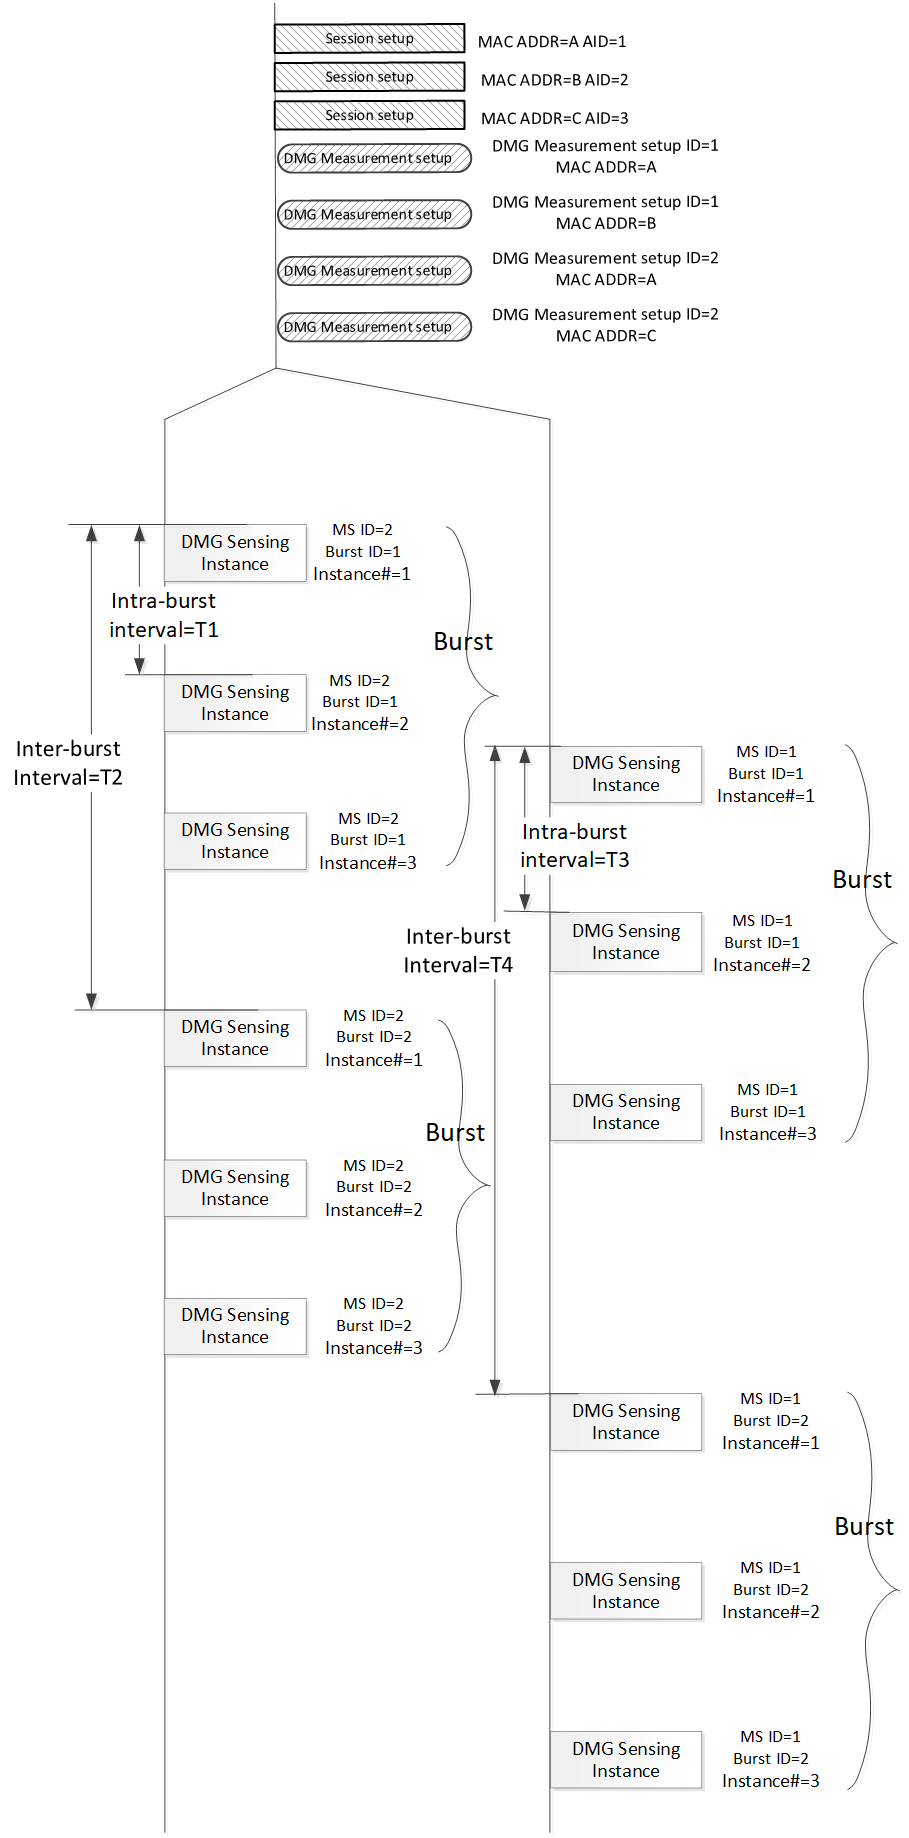 Session setup
MAC ADDR=A AID=1
Session setup
MAC ADDR=B AID=2
Session setup
MAC ADDR=C AID=3
DMG Measurement setup
DMG Measurement setup ID=1
MAC ADDR=A
DMG Measurement setup
DMG Measurement setup ID=1
MAC ADDR=B
DMG Measurement setup
DMG Measurement setup ID=2
MAC ADDR=A
DMG Measurement setup
DMG Measurement setup ID=2
MAC ADDR=C
DMG Sensing
Instance
MS ID=2
Burst ID=1
Instance#=1
Intra-burst
interval=T1
Burst
DMG Sensing
Instance
MS ID=2
Burst ID=1
Instance#=2
Inter-burst
Interval=T2
DMG Sensing
Instance
MS ID=2
Burst ID=1
Instance#=3
DMG Sensing
Instance
MS ID=2
Burst ID=2
Instance#=1
Burst
DMG Sensing
Instance
MS ID=2
Burst ID=2
Instance#=2
DMG Sensing
Instance
MS ID=2
Burst ID=2
Instance#=3
DMG Sensing
Instance
MS ID=1
Burst ID=1
Instance#=1
Intra-burst
interval=T3
Burst
Inter-burst
Interval=T4
DMG Sensing
Instance
MS ID=1
Burst ID=1
Instance#=2
DMG Sensing
Instance
MS ID=1
Burst ID=1
Instance#=3
DMG Sensing
Instance
MS ID=1
Burst ID=2
Instance#=1
Burst
DMG Sensing
Instance
MS ID=1
Burst ID=2
Instance#=2
DMG Sensing
Instance
MS ID=1
Burst ID=2
Instance#=3